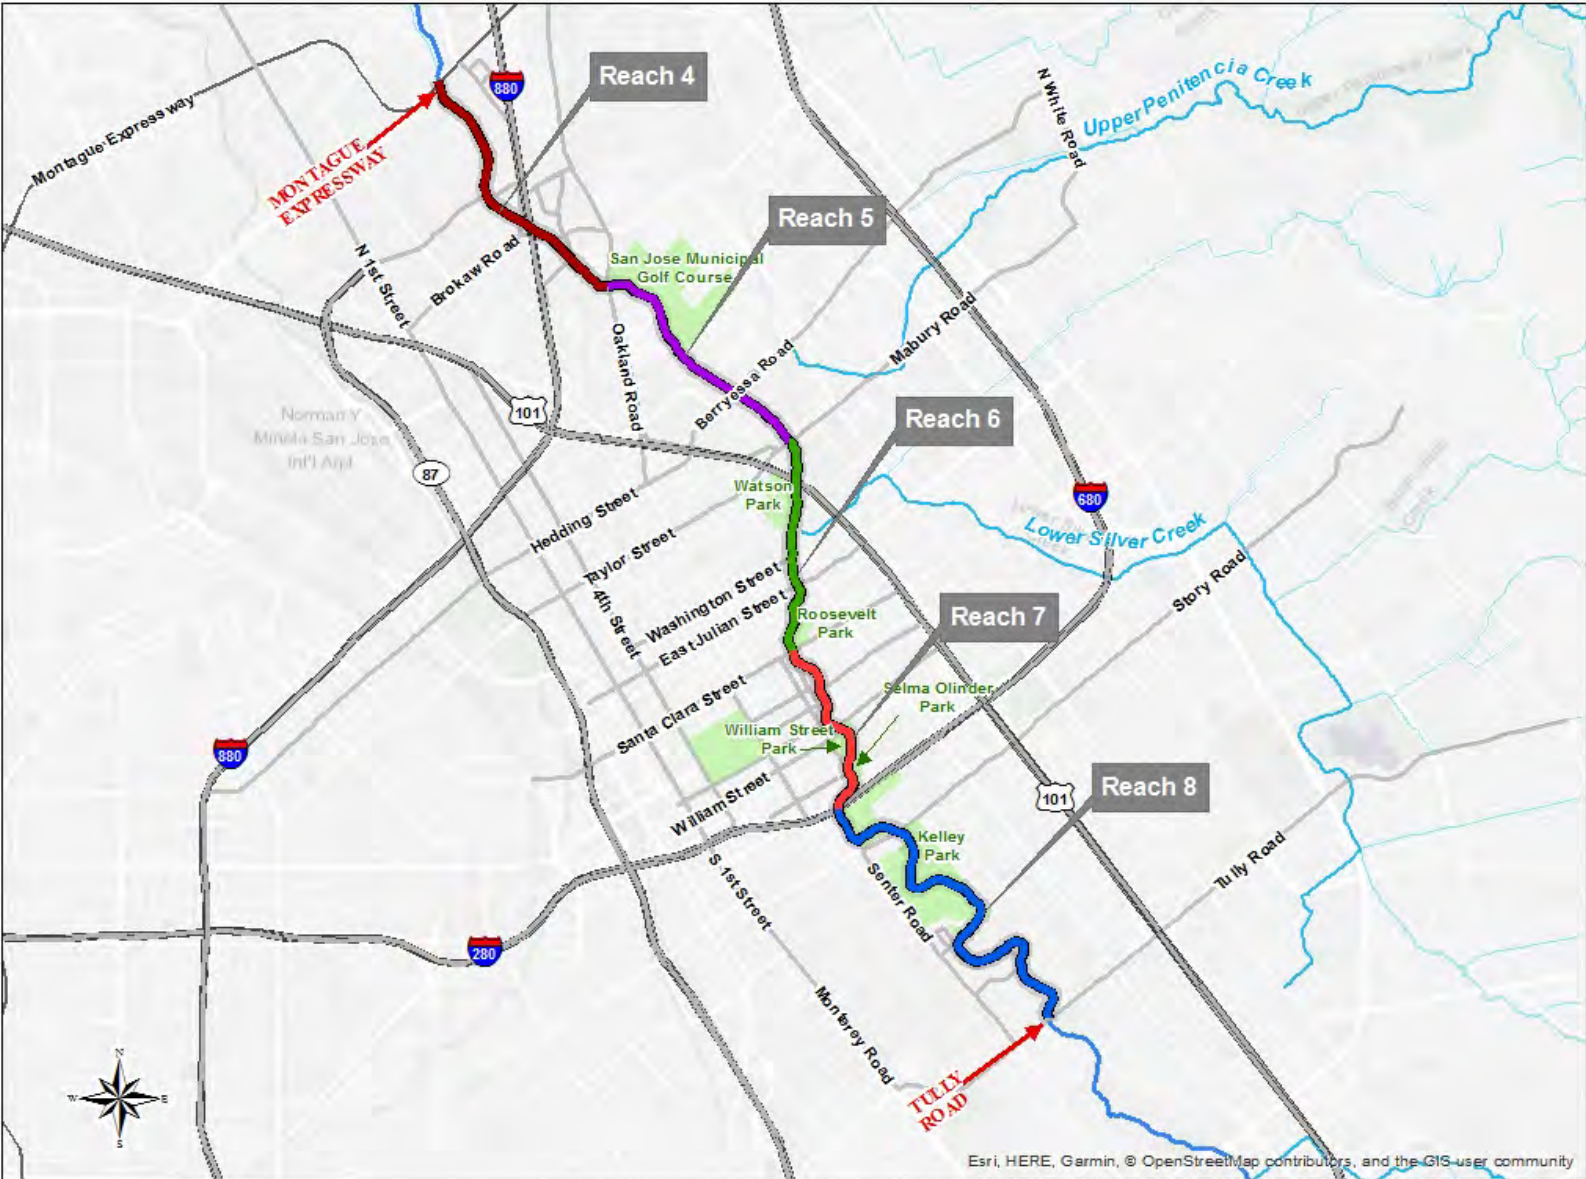 Reach 4
880
N White Road
Upper Penitencia Creek
Montague Expressway
MONTAGUE
EXPRESSWAY
Reach 5
San Jose Municipal
Golf Course
N 1st Street
Brokaw Road
Oakland Road
Mabury Road
Berryessa Road
101
Norman Y
Mineta San Jose
Int'l Arpt
87
Reach 6
Watson
Park
680
Hedding Street
Lower Silver Creek
Taylor Street
4th Street
Washington Street
East Julian Street
Story Road
Roosevelt
Park
Reach 7
Selma Olinder
Park
Santa Clara Street
William Street
Park
880
William Street
Reach 8
101
Kelley
Park
Tully Road
Senter Road
S 1st Street
280
Monterey Road
TULLY
ROAD
N
W
E
S
Esri, HERE, Garmin, © OpenStreetMap contributors, and the GIS user community